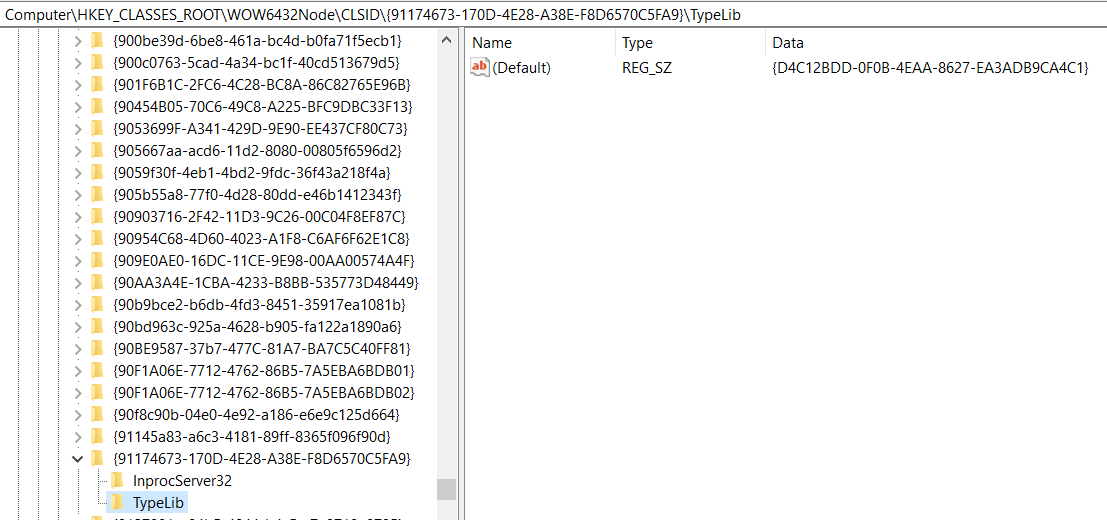 Computer\HKEY_CLASSES_ROOT\WOW6432Node\CLSID\{91174673-170D-4E28-A38E-F8D6570C5FA9}\TypeLib
{900be39d-6be8-461a-bc4d-b0fa71f5ecb1}
{900c0763-5cad-4a34-bc1f-40cd513679d5}
{901F6B1C-2FC6-4C28-BC8A-86C82765E96B}
{90454B05-70C6-49C8-A225-BFC9DBC33F13}
{9053699F-A341-429D-9E90-EE437CF80C73}
{905667aa-acd6-11d2-8080-00805f6596d2}
{9059f30f-4eb1-4bd2-9fdc-36f43a218f4a}
{905b55a8-77f0-4d28-80dd-e46b1412343f}
{90903716-2F42-11D3-9C26-00C04F8EF87C}
{90954C68-4D60-4023-A1F8-C6AF6F62E1C8}
{909E0AE0-16DC-11CE-9E98-00AA00574A4F}
{90AA3A4E-1CBA-4233-B8BB-535773D48449}
{90b9bce2-b6db-4fd3-8451-35917ea1081b}
{90bd963c-925a-4628-b905-fa122a1890a6}
{90BE9587-37b7-477C-81A7-BA7C5C40FF81}
{90F1A06E-7712-4762-86B5-7A5EBA6BDB01}
{90F1A06E-7712-4762-86B5-7A5EBA6BDB02}
{90f8c90b-04e0-4e92-a186-e6e9c125d664}
{91145a83-a6c3-4181-89ff-8365f096f90d}
{91174673-170D-4E28-A38E-F8D6570C5FA9}
InprocServer32
TypeLib
Name Type Data
(Default) REG_SZ {D4C12BDD-0F0B-4EAA-8627-EA3ADB9CA4C1}